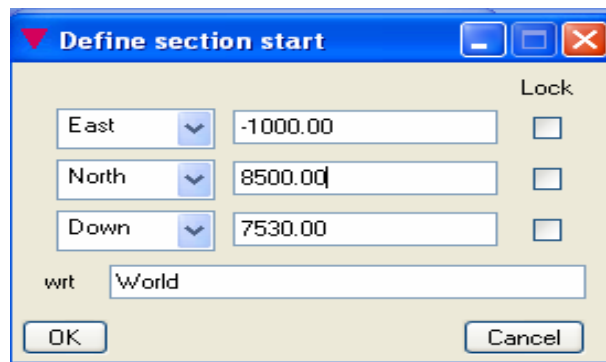 Define section start
Lock
East -1000.00
North 8500.00
Down 7530.00
wrt World
OK Cancel